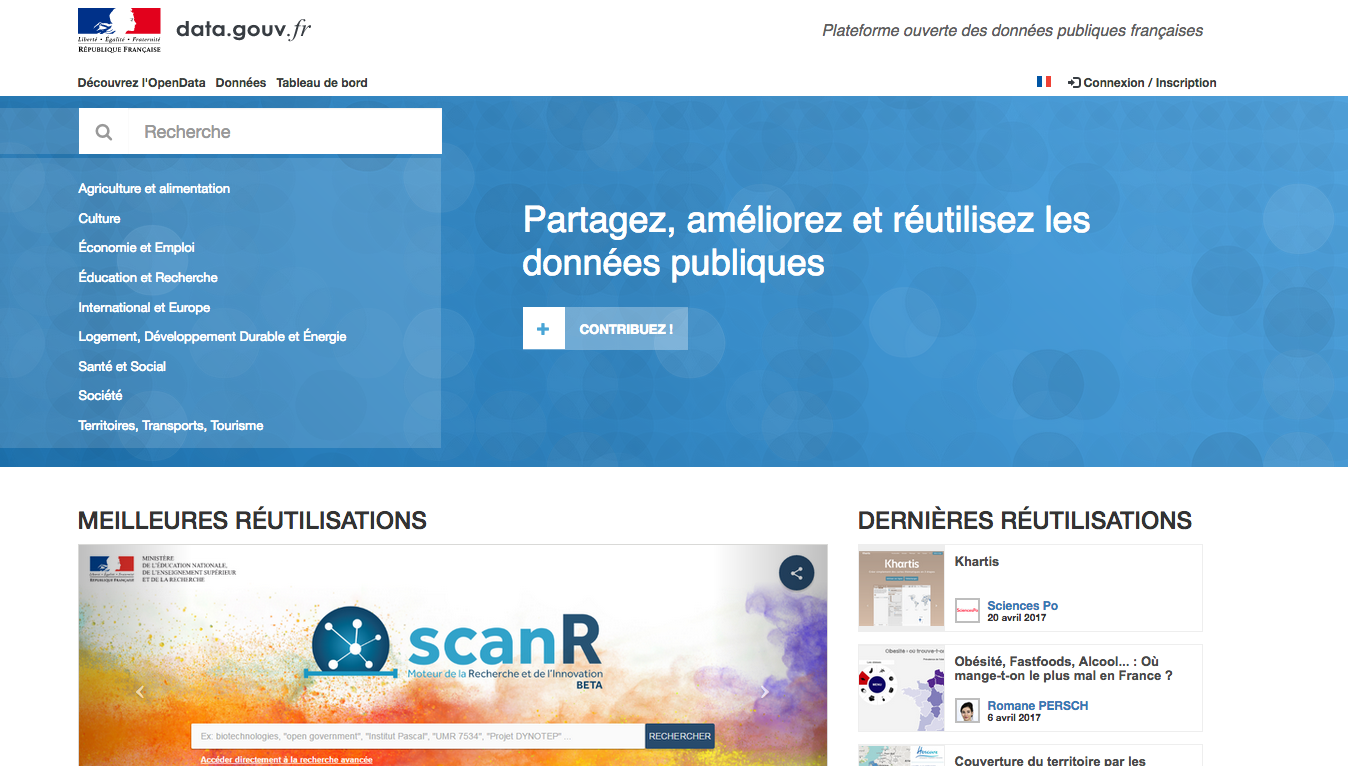 Liberté • Égalité • Fraternité
RÉPUBLIQUE FRANÇAISE
data.gouv.fr
Plateforme ouverte des données publiques françaises
Découvrez l'OpenData Données Tableau de bord
Connexion / Inscription
Recherche
Agriculture et alimentation
Culture
Économie et Emploi
Éducation et Recherche
International et Europe
Logement, Développement Durable et Énergie
Santé et Social
Société
Territoires, Transports, Tourisme
Partagez, améliorez et réutilisez les
données publiques
CONTRIBUEZ !
MEILLEURES RÉUTILISATIONS
MINISTÈRE
DE L'ÉDUCATION NATIONALE,
DE L'ENSEIGNEMENT SUPÉRIEUR
ET DE LA RECHERCHE
RÉPUBLIQUE FRANÇAISE
scanR
Moteur de la Recherche et de l'Innovation
BETA
Ex: biotechnologies, "open government", "Institut Pascal", "UMR 7534", "Projet DYNOTEP" ...
RECHERCHER
Accéder directement à la recherche avancée
DERNIÈRES RÉUTILISATIONS
Khartis
Khartis
SciencesPo
Sciences Po
20 avril 2017
MENU
Obésité, Fastfoods, Alcool... : Où
mange-t-on le plus mal en France ?
Romane PERSCH
6 avril 2017
Couverture du territoire par les